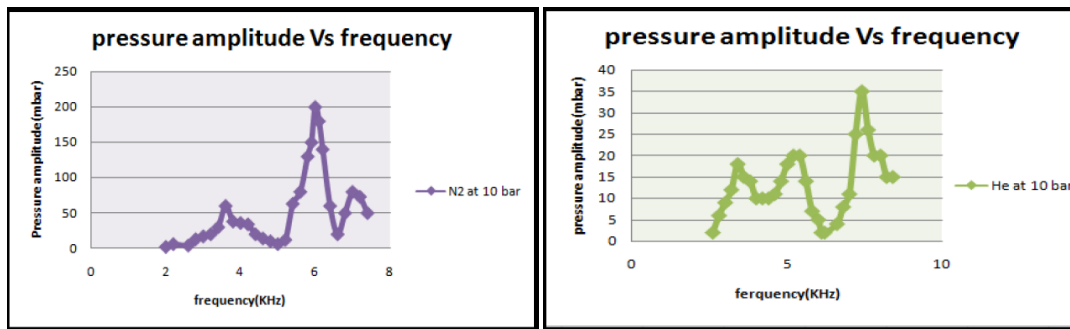 pressure amplitude Vs frequency
Pressure amplitude(mbar)
250
200
150
100
50
0
0 2 4 6 8
frequency(KHz)
N2 at 10 bar
pressure amplitude Vs frequency
pressure amplitude(mbar)
40
35
30
25
20
15
10
5
0
0 5 10
ferquency(KHz)
He at 10 bar